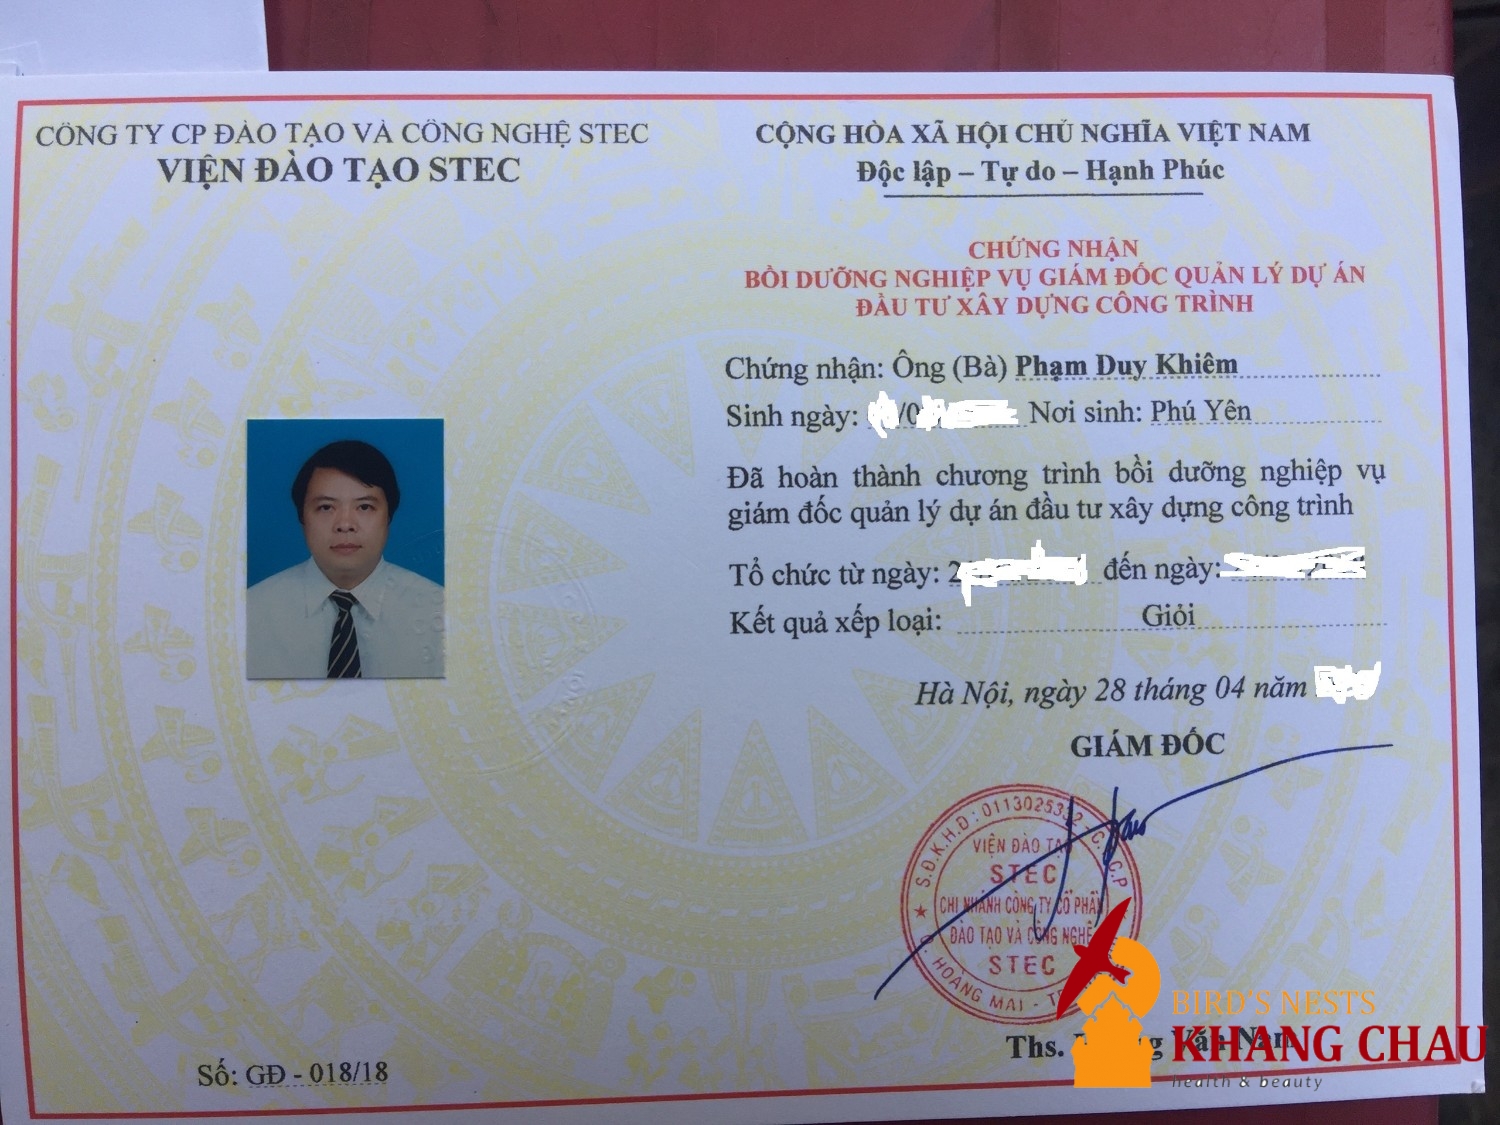 CÔNG TY CP ĐÀO TẠO VÀ CÔNG NGHỆ STEC
VIỆN ĐÀO TẠO STEC
CỘNG HÒA XÃ HỘI CHỦ NGHĨA VIỆT NAM
Độc lập – Tự do – Hạnh Phúc
CHỨNG NHẬN
BỒI DƯỠNG NGHIỆP VỤ GIÁM ĐỐC QUẢN LÝ DỰ ÁN
ĐẦU TƯ XÂY DỰNG CÔNG TRÌNH
Chứng nhận: Ông (Bà) Phạm Duy Khiêm
Sinh ngày: Nơi sinh: Phú Yên
Đã hoàn thành chương trình bồi dưỡng nghiệp vụ
giám đốc quản lý dự án đầu tư xây dựng công trình
Tổ chức từ ngày: đến ngày:
Kết quả xếp loại: Giỏi
Hà Nội, ngày 28 tháng 04 năm
GIÁM ĐỐC
S.Đ.K.H.Đ: 0113025332
VIỆN ĐÀO TẠO
STEC
CHI NHÁNH CÔNG TY CỔ PHẦN
ĐÀO TẠO VÀ CÔNG NGHỆ
STEC
HOÀNG MAI
Ths. Văn Nam
BIRD'S NESTS
KHANG CHAU
health & beauty
Số: GĐ - 018/18